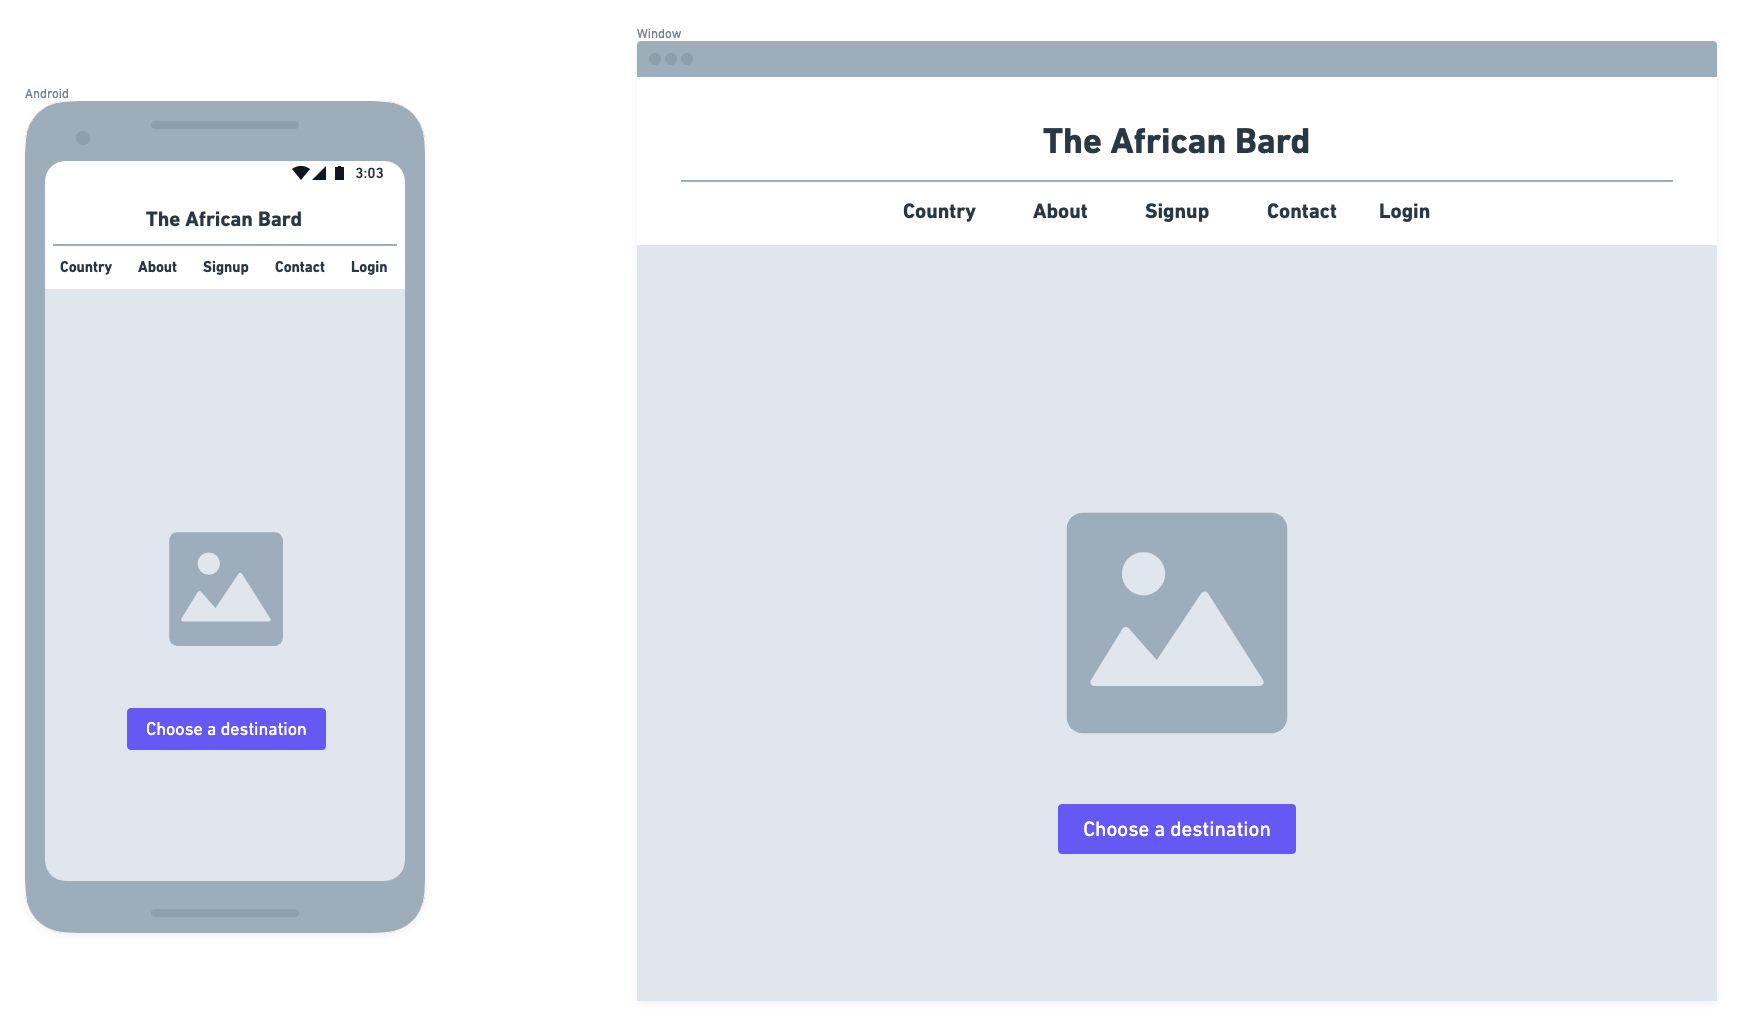 Android
3:03
The African Bard
Country About Signup Contact Login
Choose a destination
Window
The African Bard
Country About Signup Contact Login
Choose a destination